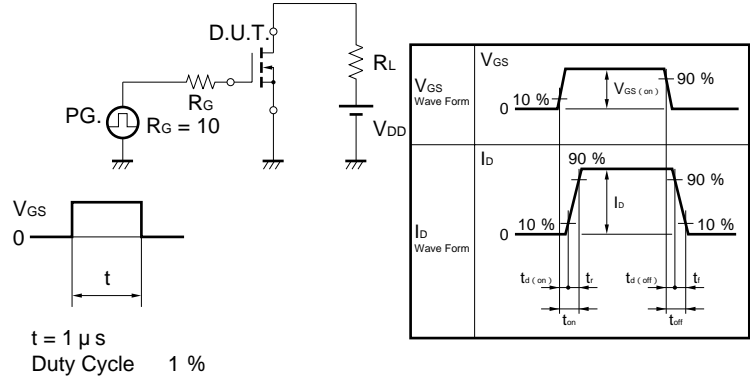 D.U.T.
RL
RG
PG.
RG = 10
VDD
VGS
0
t
t = 1 μ s
Duty Cycle 1 %
VGS
Wave Form
VGS
10 %
0
VGS (on)
90 %
ID
Wave Form
ID
90 %
90 %
10 %
0
ID
10 %
td (on)
tr
td (off)
tf
ton
toff